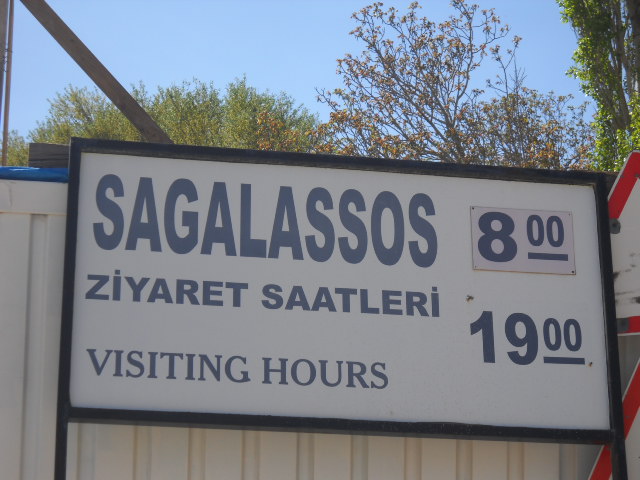 SAGALASSOS 8 00
ZİYARET SAATLERİ
19 00
VISITING HOURS